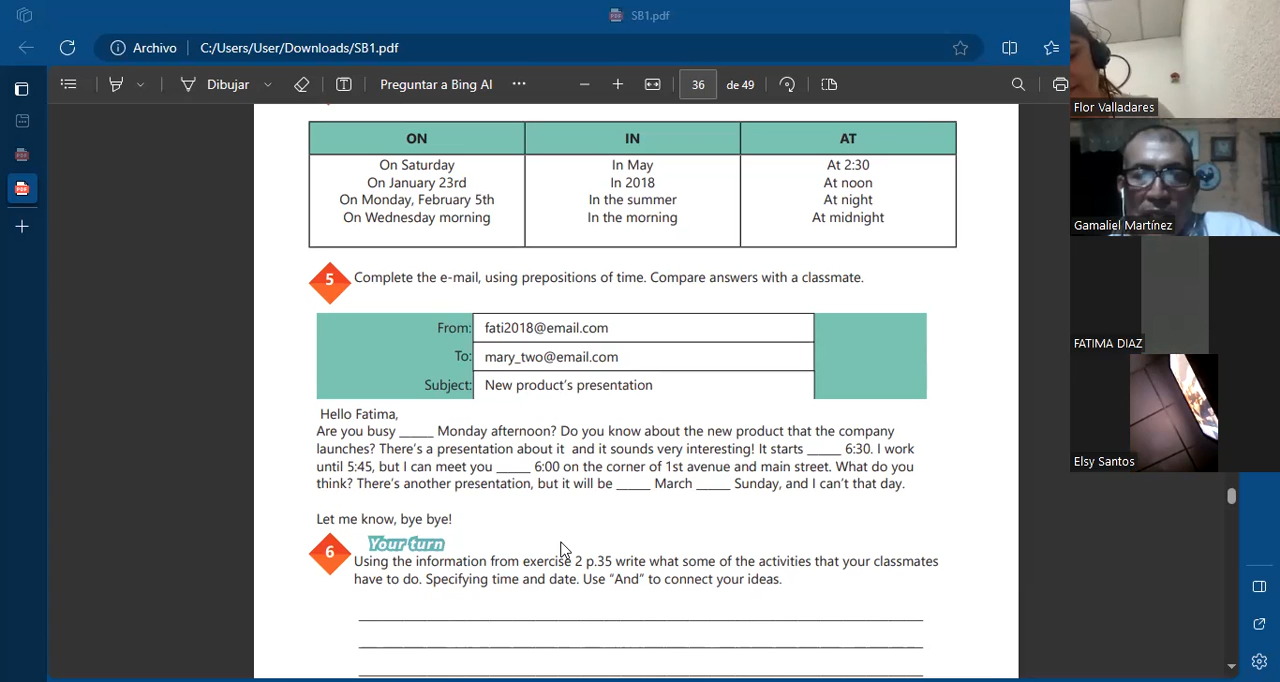 SB1.pdf
Archivo C:/Users/User/Downloads/SB1.pdf
Dibujar Preguntar a Bing AI 36 de 49
ON IN AT
On Saturday In May At 2:30
On January 23rd In 2018 At noon
On Monday, February 5th In the summer At night
On Wednesday morning In the morning At midnight
5 Complete the e-mail, using prepositions of time. Compare answers with a classmate.
From: fati2018@email.com
To: mary_two@email.com
Subject: New product's presentation
Hello Fatima,
Are you busy _____ Monday afternoon? Do you know about the new product that the company
launches? There's a presentation about it and it sounds very interesting! It starts _____ 6:30. I work
until 5:45, but I can meet you _____ 6:00 on the corner of 1st avenue and main street. What do you
think? There's another presentation, but it will be _____ March _____ Sunday, and I can't that day.
Let me know, bye bye!
6 Your turn
Using the information from exercise 2 p.35 write what some of the activities that your classmates
have to do. Specifying time and date. Use "And" to connect your ideas.
Flor Valladares
Gamaliel Martínez
FATIMA DIAZ
Elsy Santos